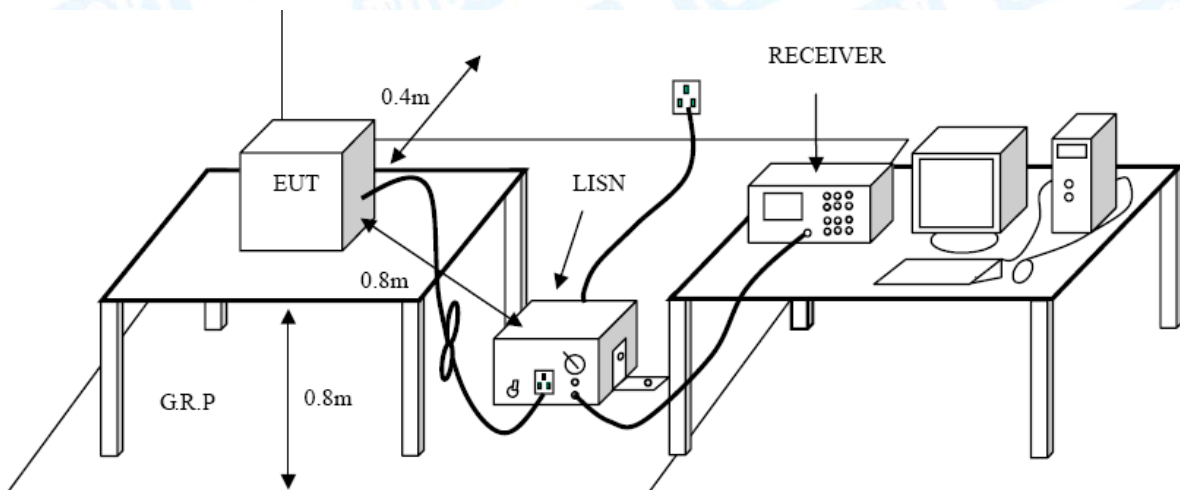 RECEIVER
0.4m
EUT
LISN
0.8m
G.R.P
0.8m